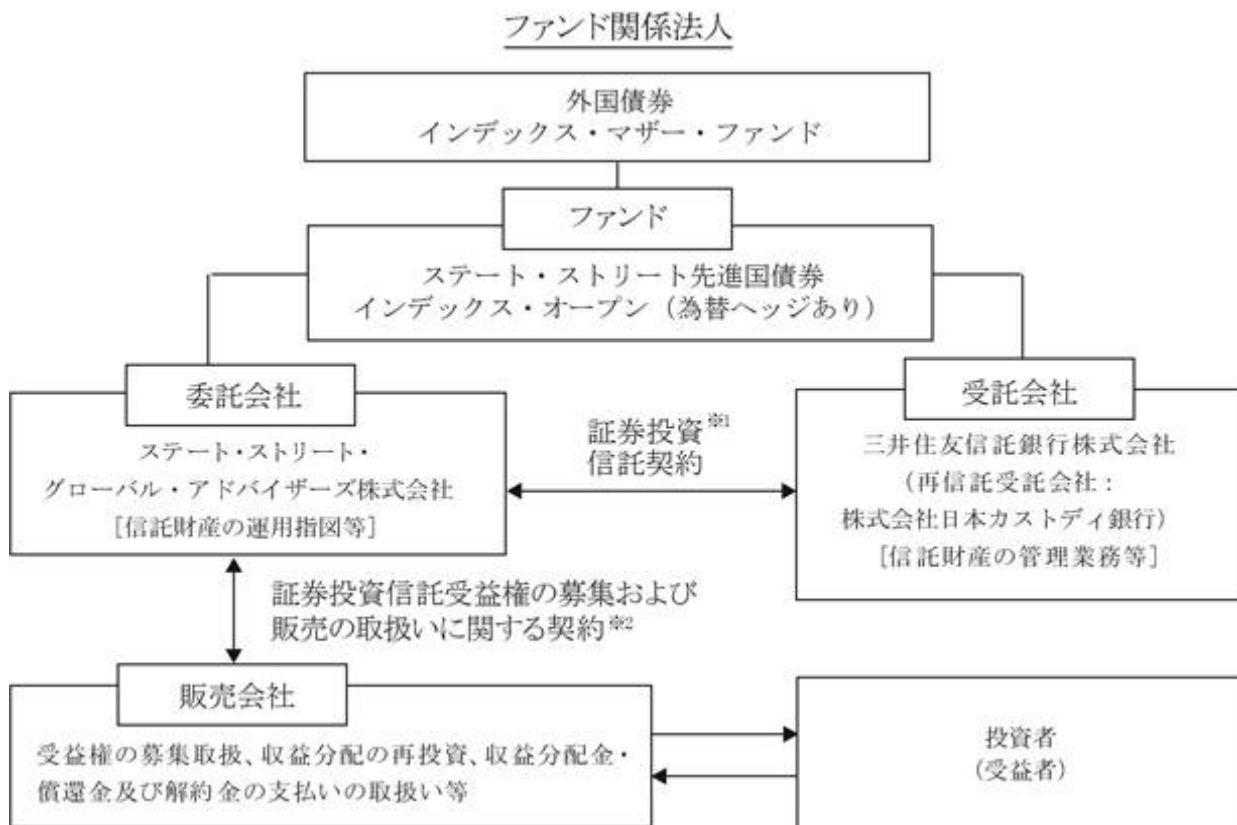 ファンド関係法人
外国債券
インデックス・マザー・ファンド
ファンド
ステート・ストリート先進国債券
インデックス・オープン（為替ヘッジあり）
委託会社
ステート・ストリート・
グローバル・アドバイザーズ株式会社
［信託財産の運用指図等］
証券投資※1
信託契約
受託会社
三井住友信託銀行株式会社
（再信託受託会社：
株式会社日本カストディ銀行）
［信託財産の管理業務等］
証券投資信託受益権の募集および
販売の取扱いに関する契約※2
販売会社
受益権の募集取扱、収益分配の再投資、収益分配金・
償還金及び解約金の支払いの取扱い等
投資者
（受益者）